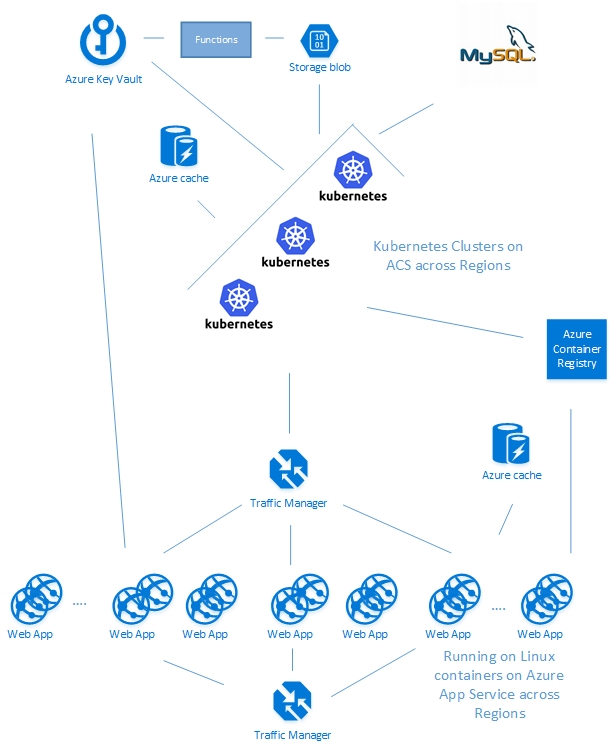 Functions
10
01
MySQL
Azure Key Vault
Storage blob
Azure cache
kubernetes
kubernetes
kubernetes
Kubernetes Clusters on
ACS across Regions
Azure
Container
Registry
Azure cache
Traffic Manager
....
....
Web App
Web App
Web App
Web App
Web App
Web App
Web App
Running on Linux
containers on Azure
App Service across
Regions
Traffic Manager